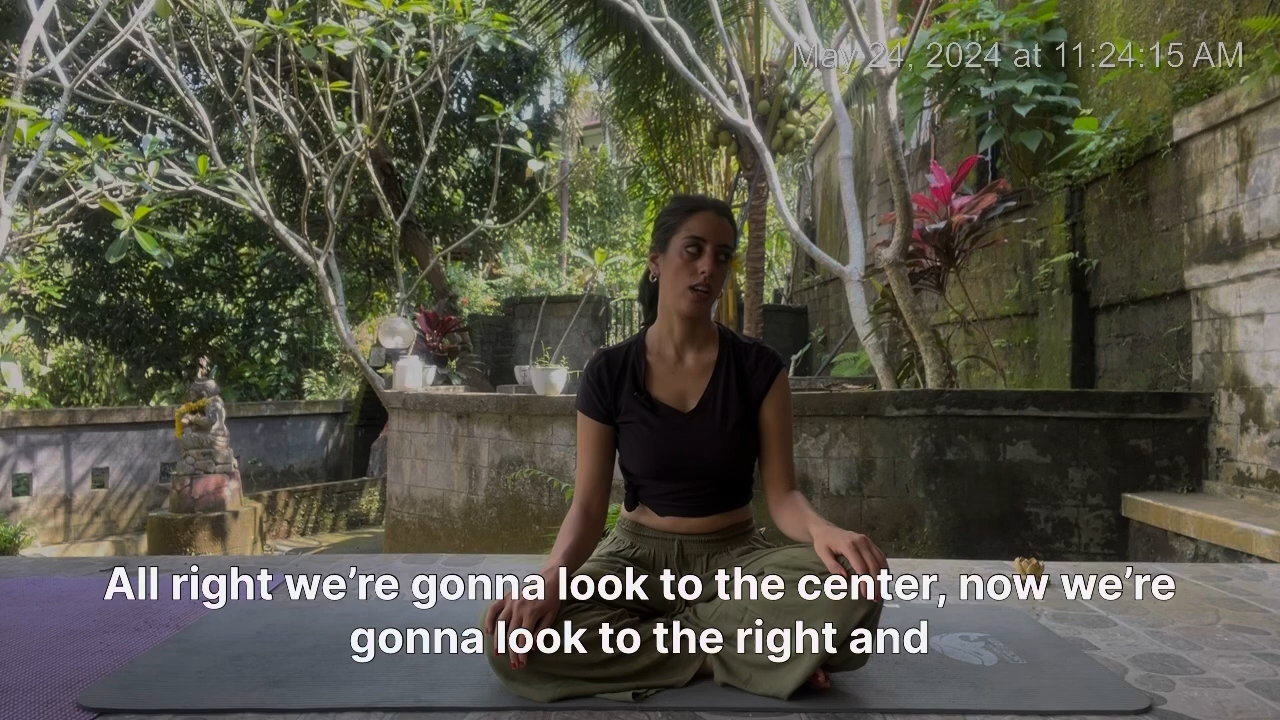 May 24, 2024 at 11:24:15 AM
All right we’re gonna look to the center, now we’re
gonna look to the right and